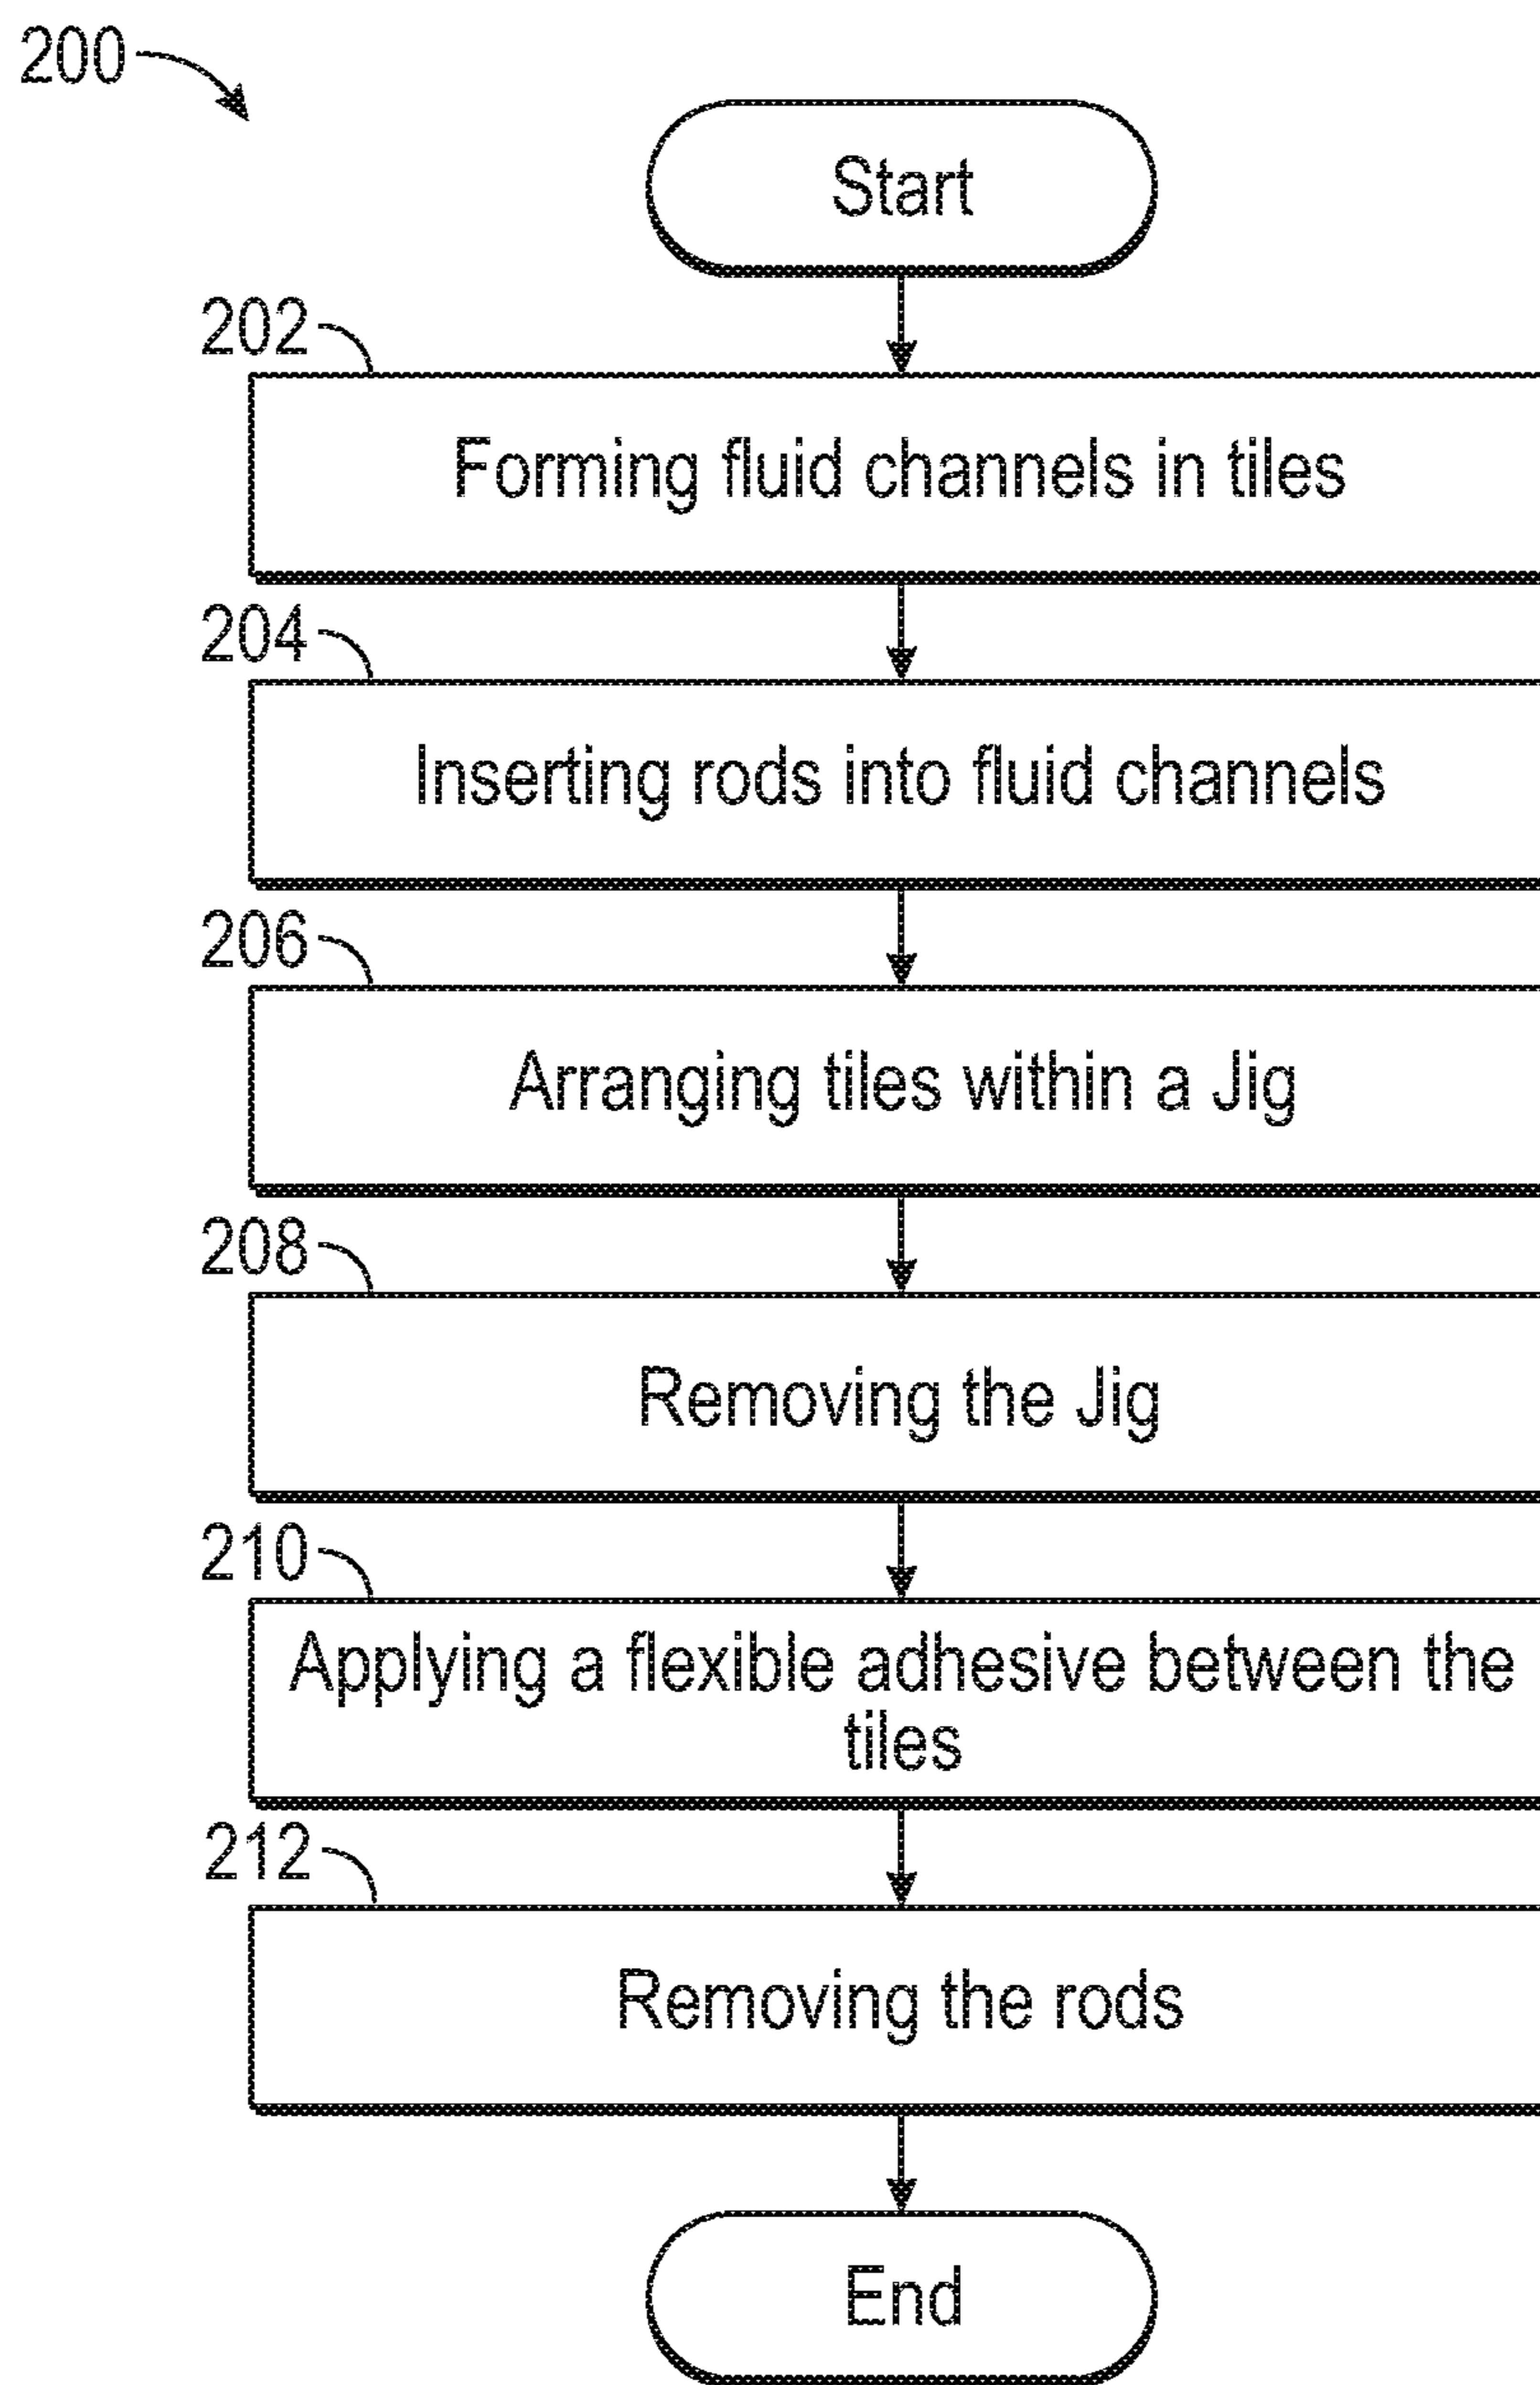 200
Start
202
Forming fluid channels in tiles
204
Inserting rods into fluid channels
206
Arranging tiles within a Jig
208
Removing the Jig
210
Applying a flexible adhesive between the
tiles
212
Removing the rods
End